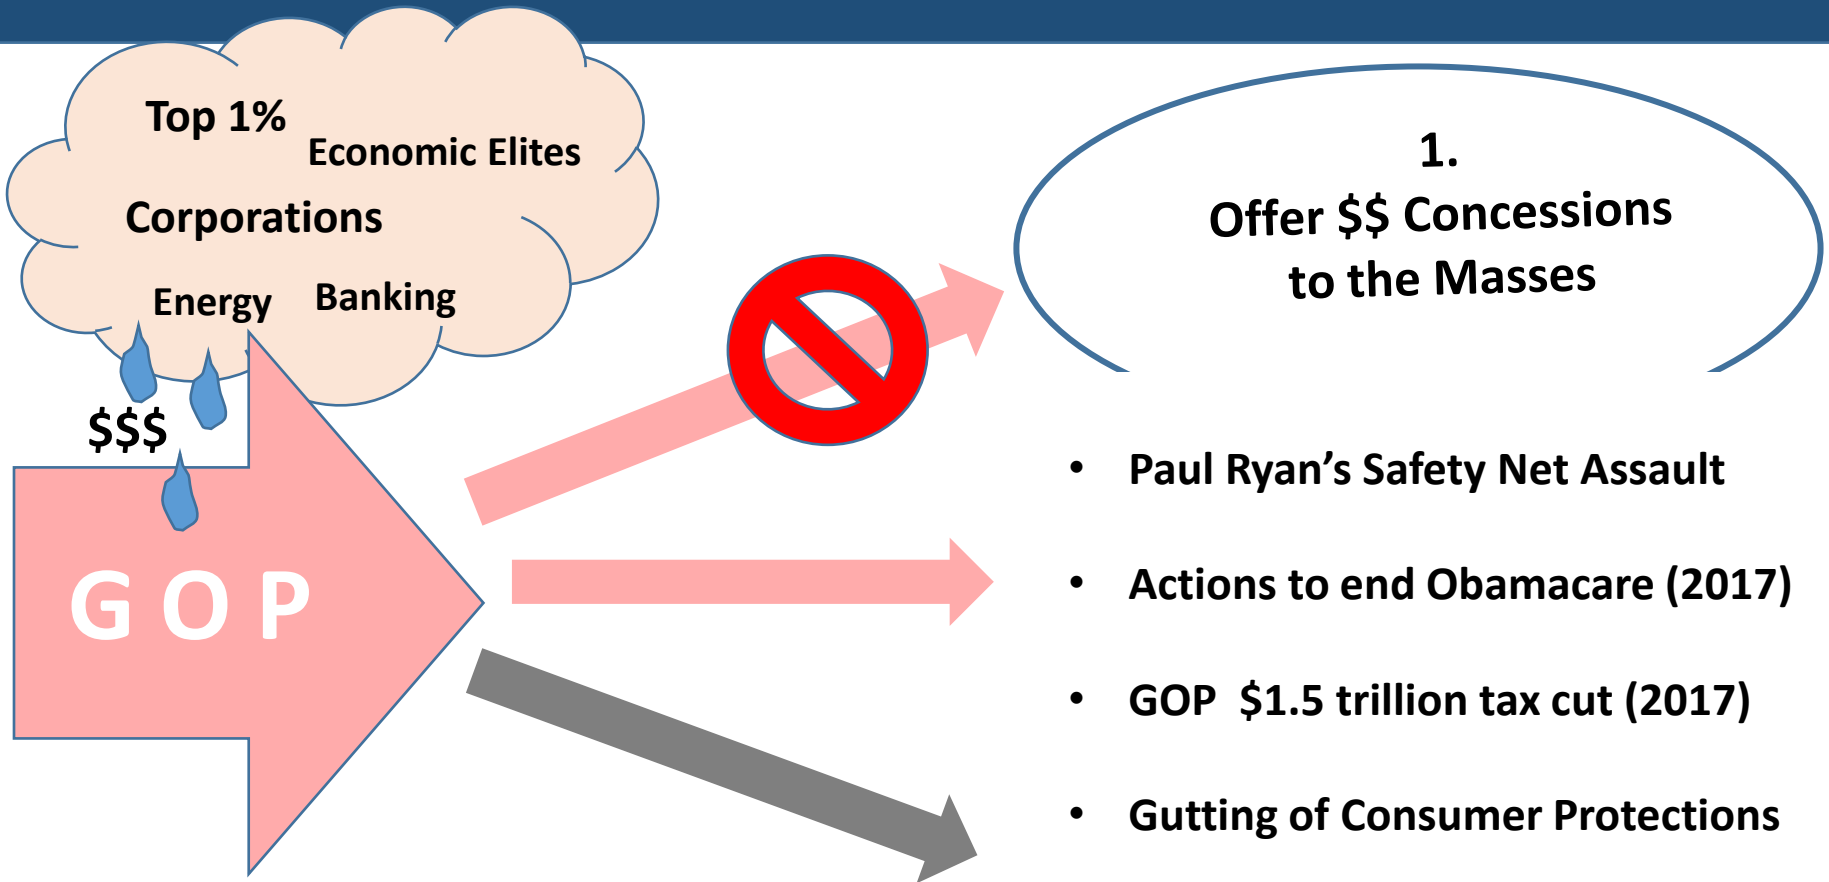 Top 1%
Economic Elites
Corporations
Energy
Banking
$$$
G O P
1.
Offer $$ Concessions
to the Masses
• Paul Ryan’s Safety Net Assault
• Actions to end Obamacare (2017)
• GOP  $1.5 trillion tax cut (2017)
• Gutting of Consumer Protections